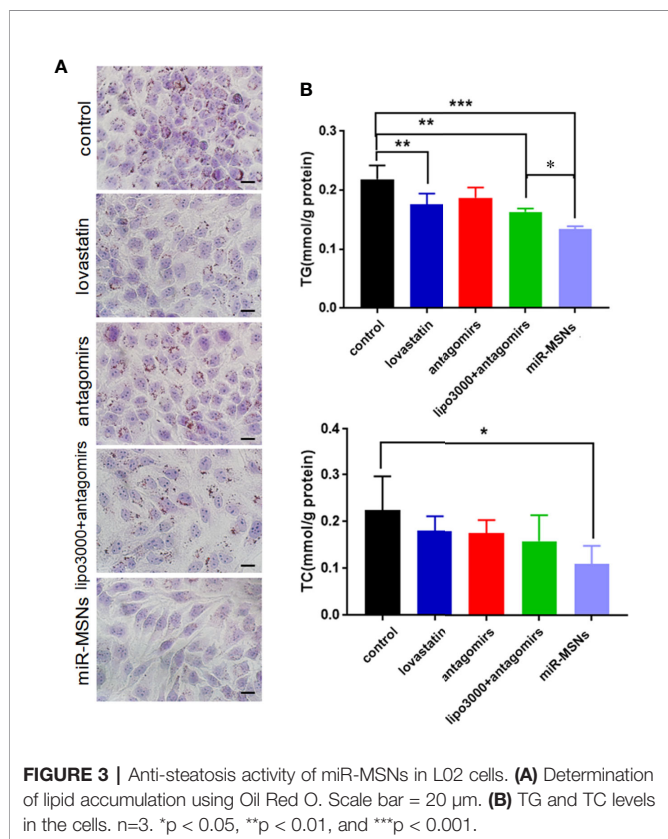 A
control
lovastatin
antagomirs
lipo3000+antagomirs
miR-MSNs
B
***
**
**
*
TG(mmol/g protein)
0.3
0.2
0.1
0.0
control
lovastatin
antagomirs
lipo3000+antagomirs
miR-MSNs
*
TC(mmol/g protein)
0.4
0.3
0.2
0.1
0.0
control
lovastatin
antagomirs
lipo3000+antagomirs
miR-MSNs
FIGURE 3 | Anti-steatosis activity of miR-MSNs in L02 cells. (A) Determination
of lipid accumulation using Oil Red O. Scale bar = 20 μm. (B) TG and TC levels
in the cells. n=3. *p < 0.05, **p < 0.01, and ***p < 0.001.